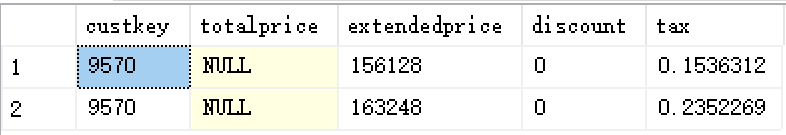 custkey totalprice extendedprice discount tax
1 9570 NULL 156128 0 0.1536312
2 9570 NULL 163248 0 0.2352269